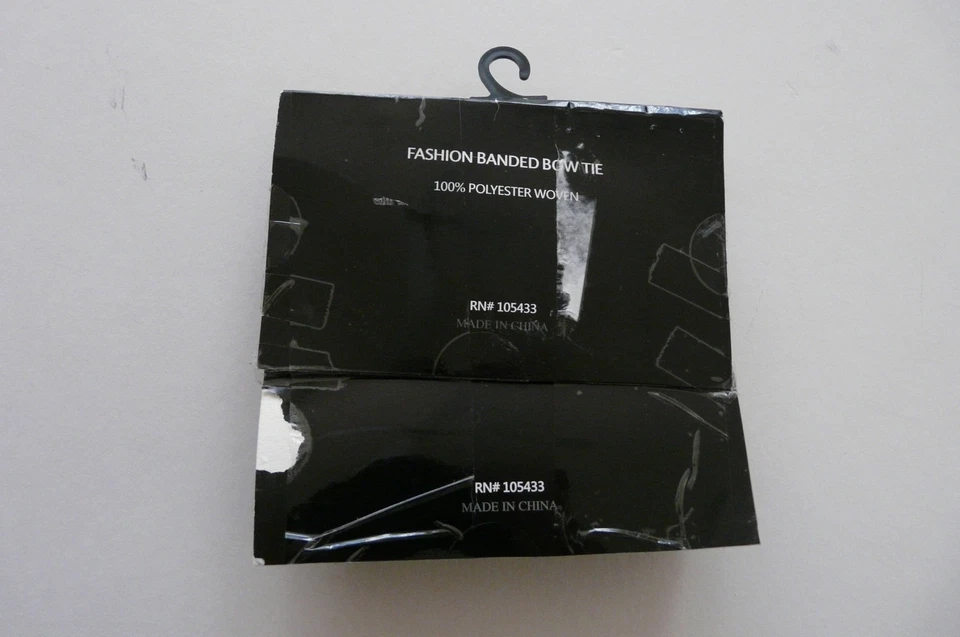 FASHION BANDED BOW TIE
100% POLYESTER WOVEN
RN# 105433
MADE IN CHINA
RN# 105433
MADE IN CHINA